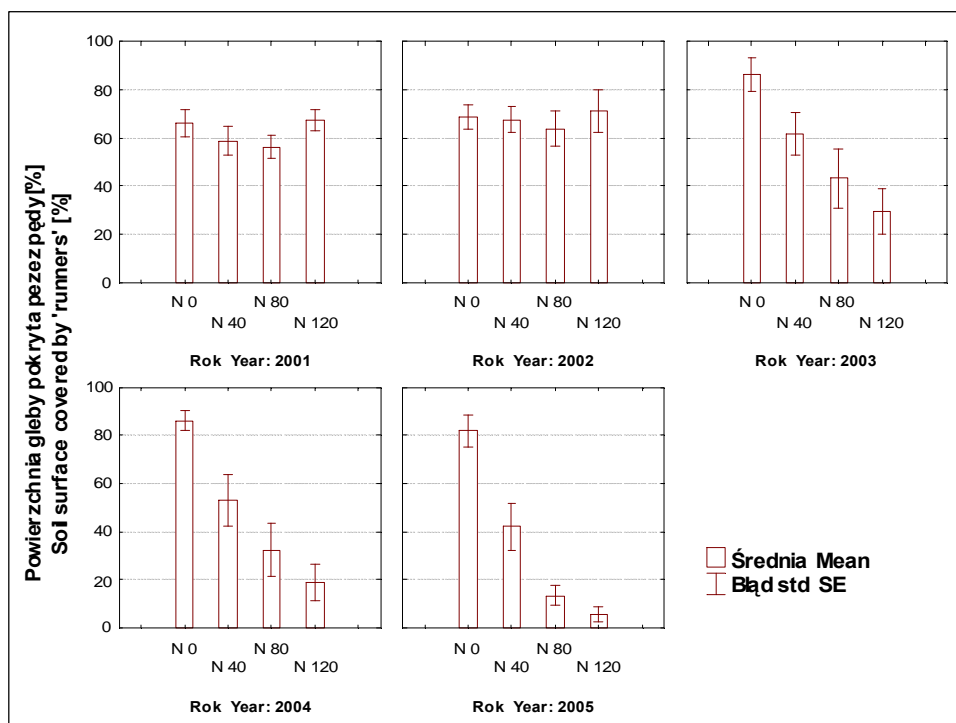 Powierzchnia gleby pokryta pezez pędy [%]
Soil surface covered by 'runners' [%]
100
80
60
40
20
0
N 0
N 40
N 80
N 120
Rok Year: 2001
N 0
N 40
N 80
N 120
Rok Year: 2002
N 0
N 40
N 80
N 120
Rok Year: 2003
100
80
60
40
20
0
N 0
N 40
N 80
N 120
Rok Year: 2004
N 0
N 40
N 80
N 120
Rok Year: 2005
Średnia Mean
Błąd std SE